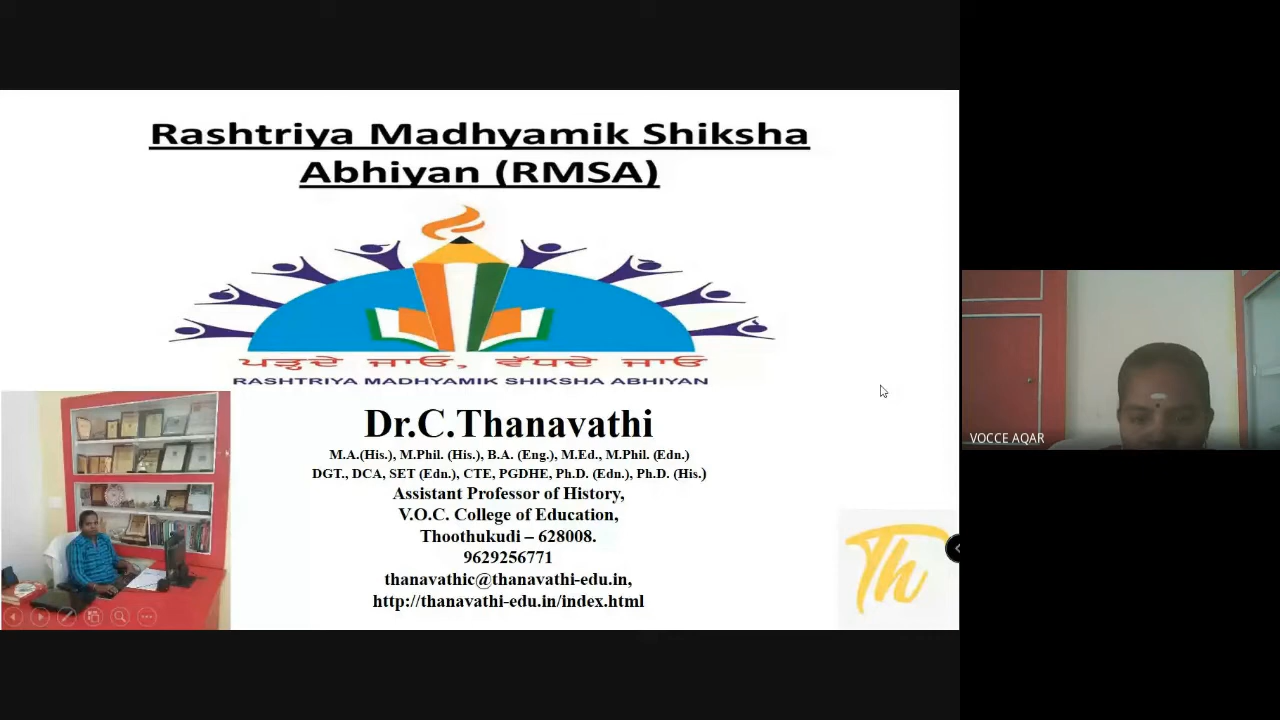 Rashtriya Madhyamik Shiksha
Abhiyan (RMSA)
ਪੜ੍ਹਦੇ ਜਾਓ, ਵੱਧਦੇ ਜਾਓ
RASHTRIYA MADHYAMIK SHIKSHA ABHIYAN
Dr.C.Thanavathi
M.A.(His.), M.Phil. (His.), B.A. (Eng.), M.Ed., M.Phil. (Edn.)
DGT., DCA, SET (Edn.), CTE, PGDHE, Ph.D. (Edn.), Ph.D. (His.)
Assistant Professor of History,
V.O.C. College of Education,
Thoothukudi – 628008.
9629256771
thanavathic@thanavathi-edu.in,
http://thanavathi-edu.in/index.html
Th
VOCCE AQAR